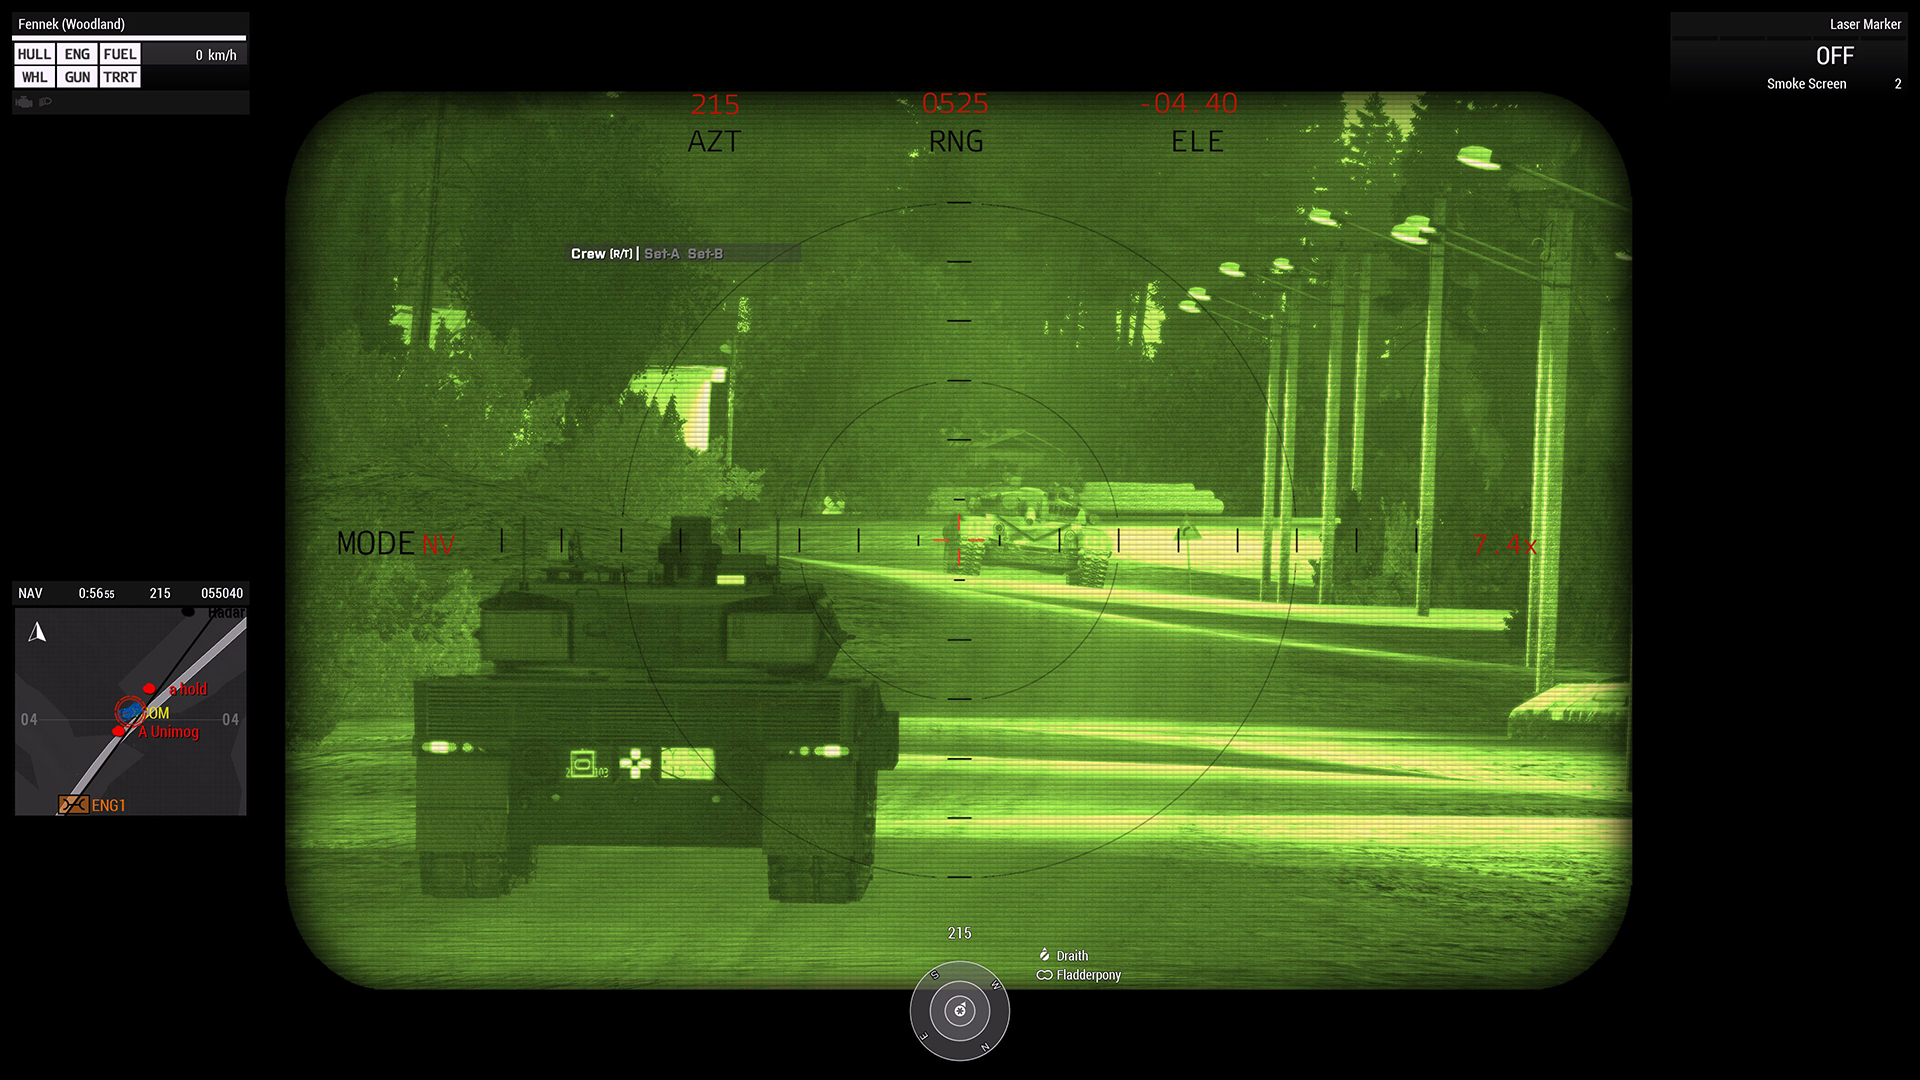 Fennek (Woodland)
HULL ENG FUEL 0 km/h
WHL GUN TRRT
Laser Marker
OFF
Smoke Screen 2
215 0525 -04.40
AZT RNG ELE
Crew (R/T) | Set-A Set-B
MODE NV
7.4x
NAV 0:56 55 215 055040
Radar
a hold
OM
04 04
A Unimog
ENG1
103
215
Draith
Fladderpony
S W
E N